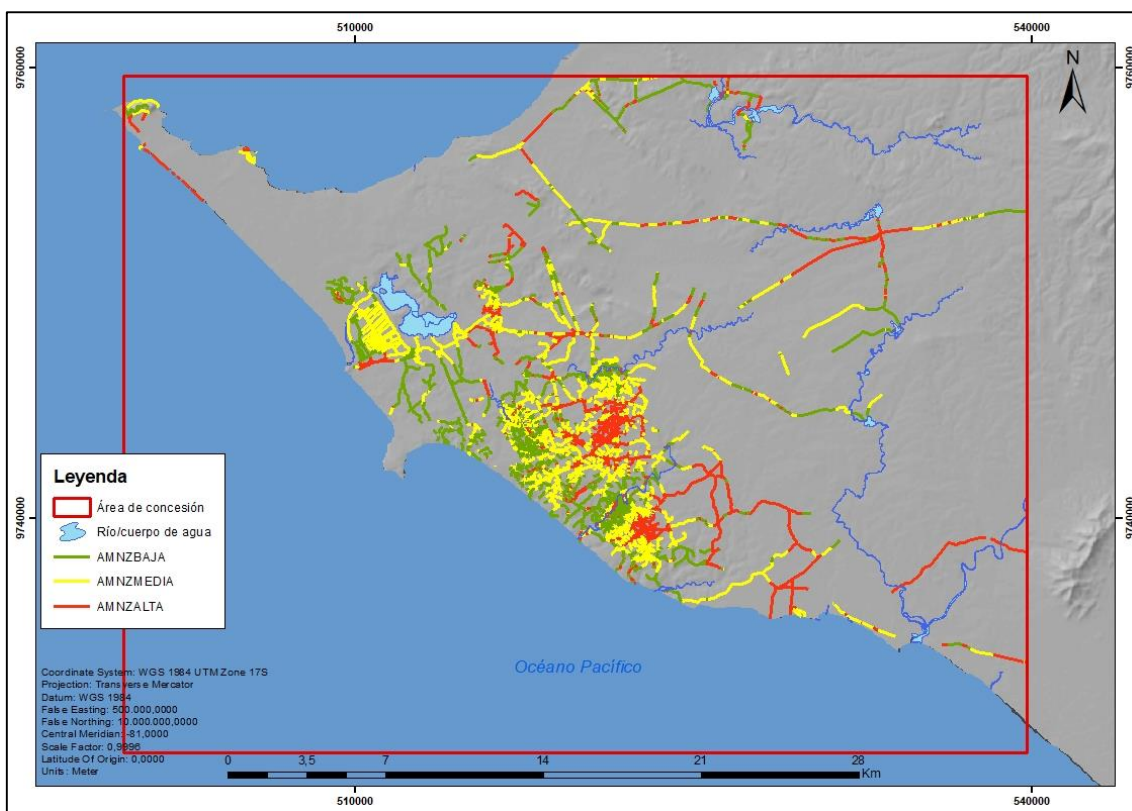 510000
540000
9760000
9760000
N
Leyenda
Área de concesión
Río/cuerpo de agua
AMNZBAJA
AMNZMEDIA
AMNZALTA
9740000
9740000
Océano Pacífico
Coordinate System: WGS 1984 UTM Zone 17S
Projection: Transverse Mercator
Datum: WGS 1984
False Easting: 500.000,0000
False Northing: 10.000.000,0000
Central Meridian: -81,0000
Scale Factor: 0,9996
Latitude Of Origin: 0,0000
Units: Meter
0 3,5 7 14 21 28
Km
510000
540000